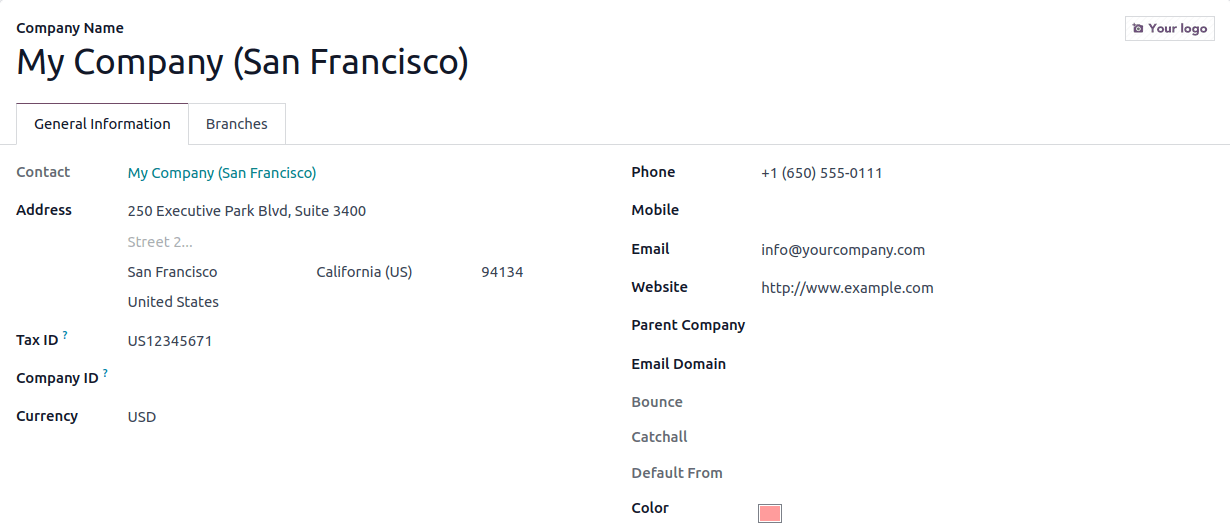 Company Name
Your logo
My Company (San Francisco)
General Information Branches
Contact My Company (San Francisco)
Address 250 Executive Park Blvd, Suite 3400
Street 2...
San Francisco California (US) 94134
United States
Tax ID ? US12345671
Company ID ?
Currency USD
Phone +1 (650) 555-0111
Mobile
Email info@yourcompany.com
Website http://www.example.com
Parent Company
Email Domain
Bounce
Catchall
Default From
Color